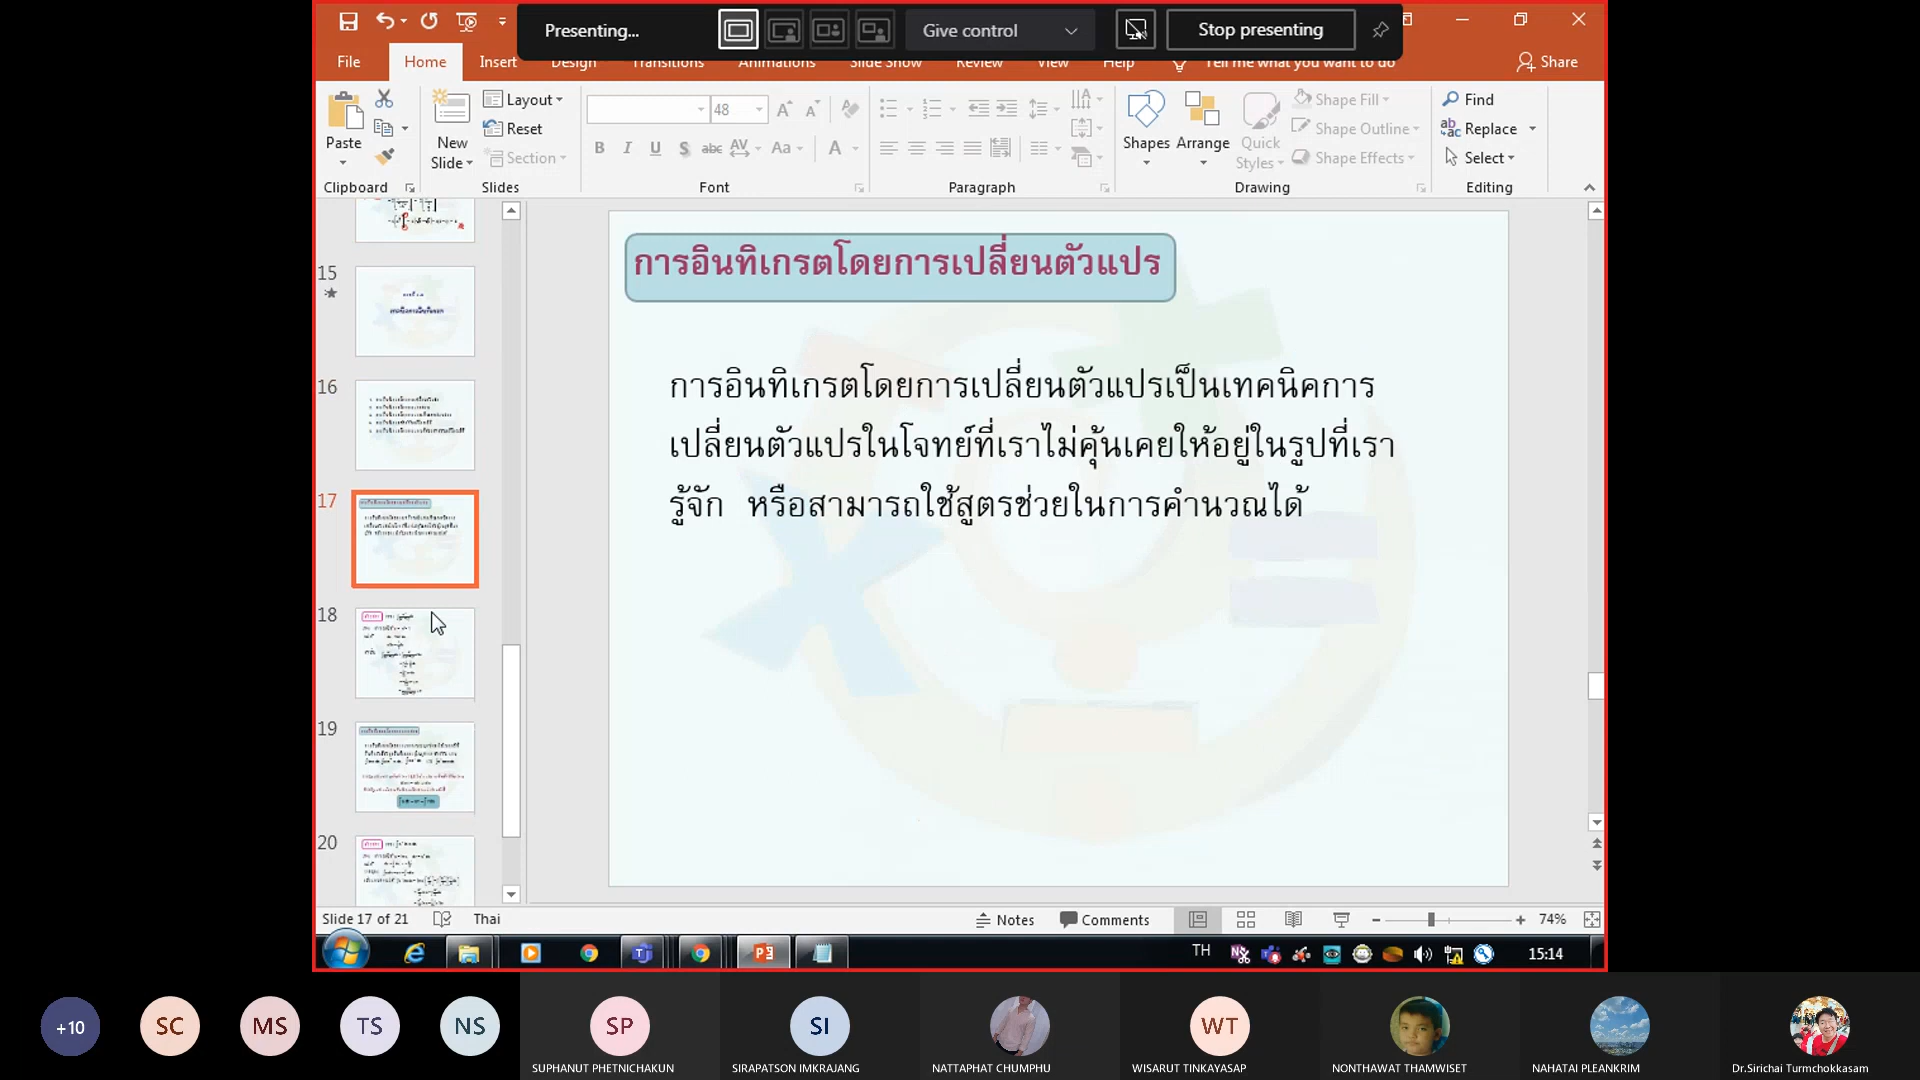 Presenting...
Give control
Stop presenting
File
Home
Insert
Design
Transitions
Animations
Slide Show
Review
View
Help
Tell me what you want to do
Share
Paste
New
Slide
Layout
Reset
Section
48
Shapes
Arrange
Quick
Styles
Shape Fill
Shape Outline
Shape Effects
Find
Replace
Select
Clipboard
Slides
Font
Paragraph
Drawing
Editing
15
16
17
18
19
20
การอินทิเกรตโดยการเปลี่ยนตัวแปร
การอินทิเกรตโดยการเปลี่ยนตัวแปรเป็นเทคนิคการ
เปลี่ยนตัวแปรในโจทย์ที่เราไม่คุ้นเคยให้อยู่ในรูปที่เรา
รู้จัก หรือสามารถใช้สูตรช่วยในการคำนวณได้
Slide 17 of 21
Thai
Notes
Comments
74%
TH
15:14
+10
SC
MS
TS
NS
SP
SI
WT
SUPHANUT PHETNICHAKUN
SIRAPATSON IMKRAJANG
NATTAPHAT CHUMPHU
WISARUT TINKAYASAP
NONTHAWAT THAMWISET
NAHATAI PLEANKRIM
Dr.Sirichai Turmchokkasam